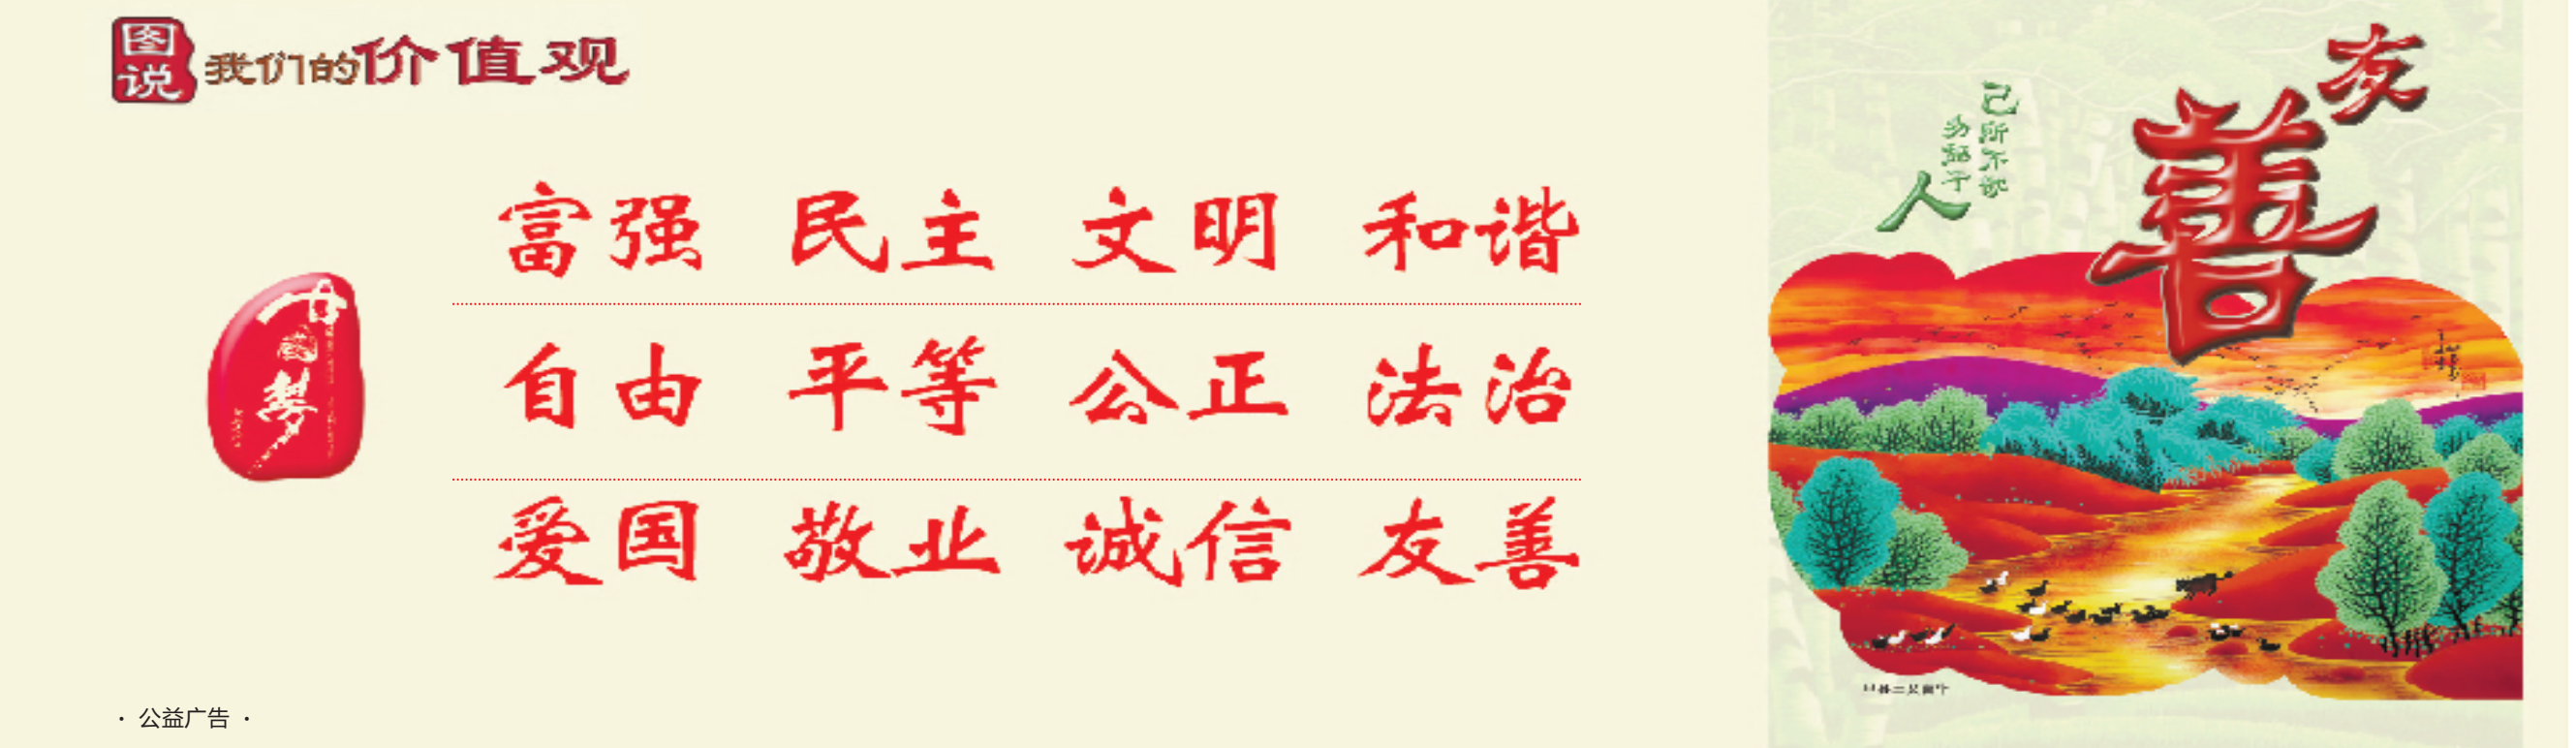 图说我们的价值观
中国梦
富强 民主 文明 和谐
自由 平等 公正 法治
爱国 敬业 诚信 友善
· 公益广告 ·
友善
己所不欲
勿施于
人